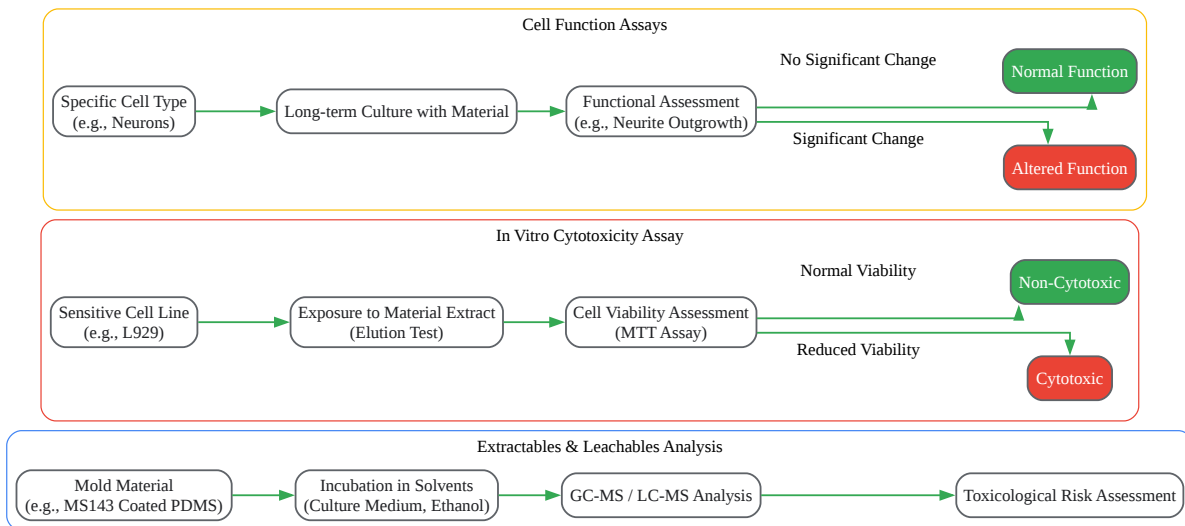 Cell Function Assays
No Significant Change
Normal Function
Specific Cell Type
(e.g., Neurons)
Long-term Culture with Material
Functional Assessment
(e.g., Neurite Outgrowth)
Significant Change
Altered Function
In Vitro Cytotoxicity Assay
Normal Viability
Non-Cytotoxic
Sensitive Cell Line
(e.g., L929)
Exposure to Material Extract
(Elution Test)
Cell Viability Assessment
(MTT Assay)
Reduced Viability
Cytotoxic
Extractables & Leachables Analysis
Mold Material
(e.g., MS143 Coated PDMS)
Incubation in Solvents
(Culture Medium, Ethanol)
GC-MS / LC-MS Analysis
Toxicological Risk Assessment